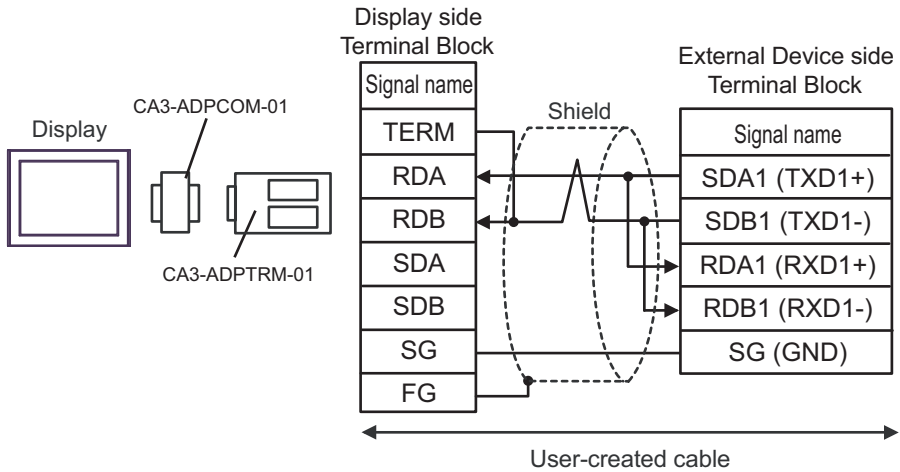 Display side
Terminal Block
External Device side
Terminal Block
Display
CA3-ADPCOM-01
CA3-ADPTRM-01
Signal name
TERM
RDA
RDB
SDA
SDB
SG
FG
Shield
Signal name
SDA1 (TXD1+)
SDB1 (TXD1-)
RDA1 (RXD1+)
RDB1 (RXD1-)
SG (GND)
User-created cable